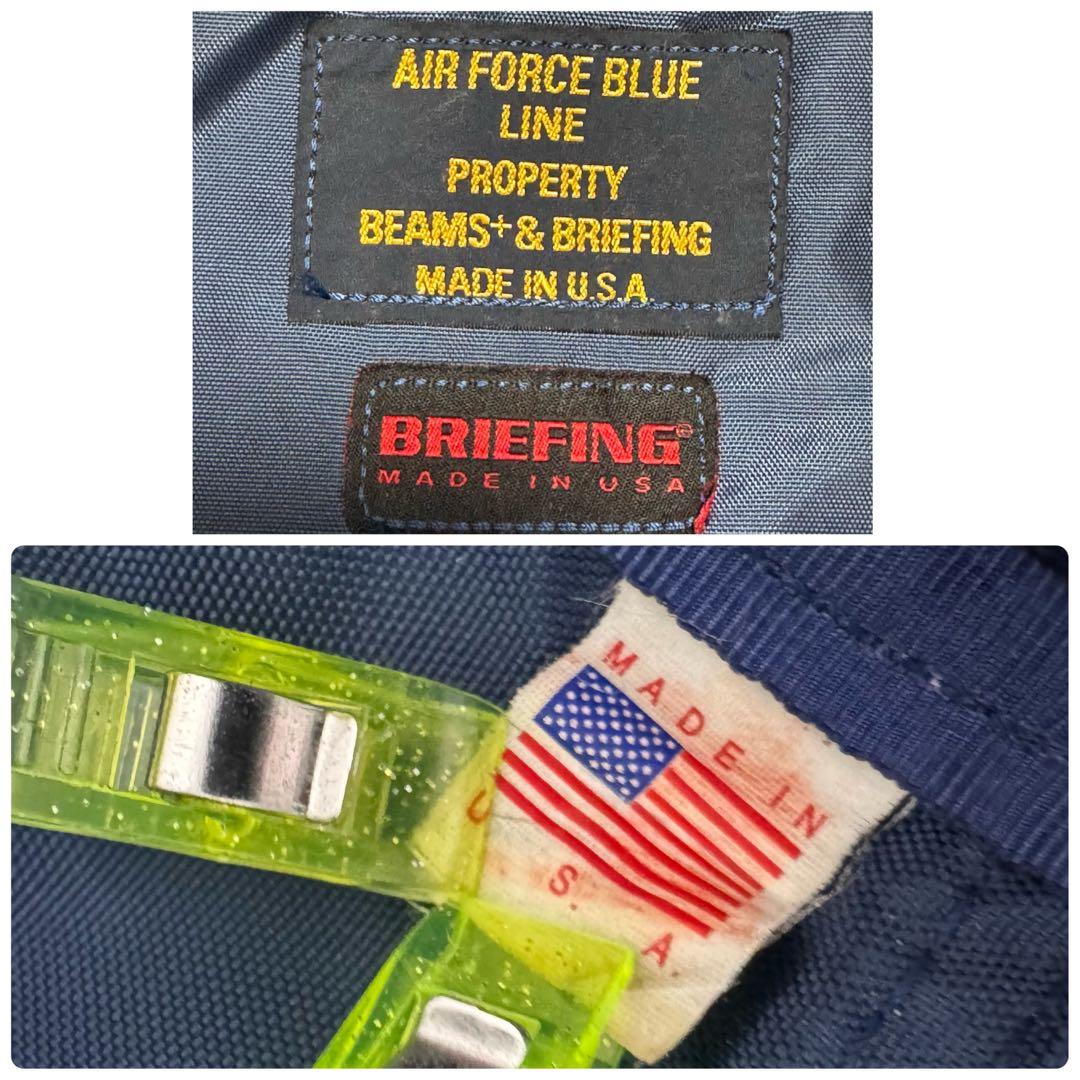 AIR FORCE BLUE
LINE
PROPERTY
BEAMS+ & BRIEFING
MADE IN U.S.A.
BRIEFING®
MADE IN USA
MADE IN
U.S.A.